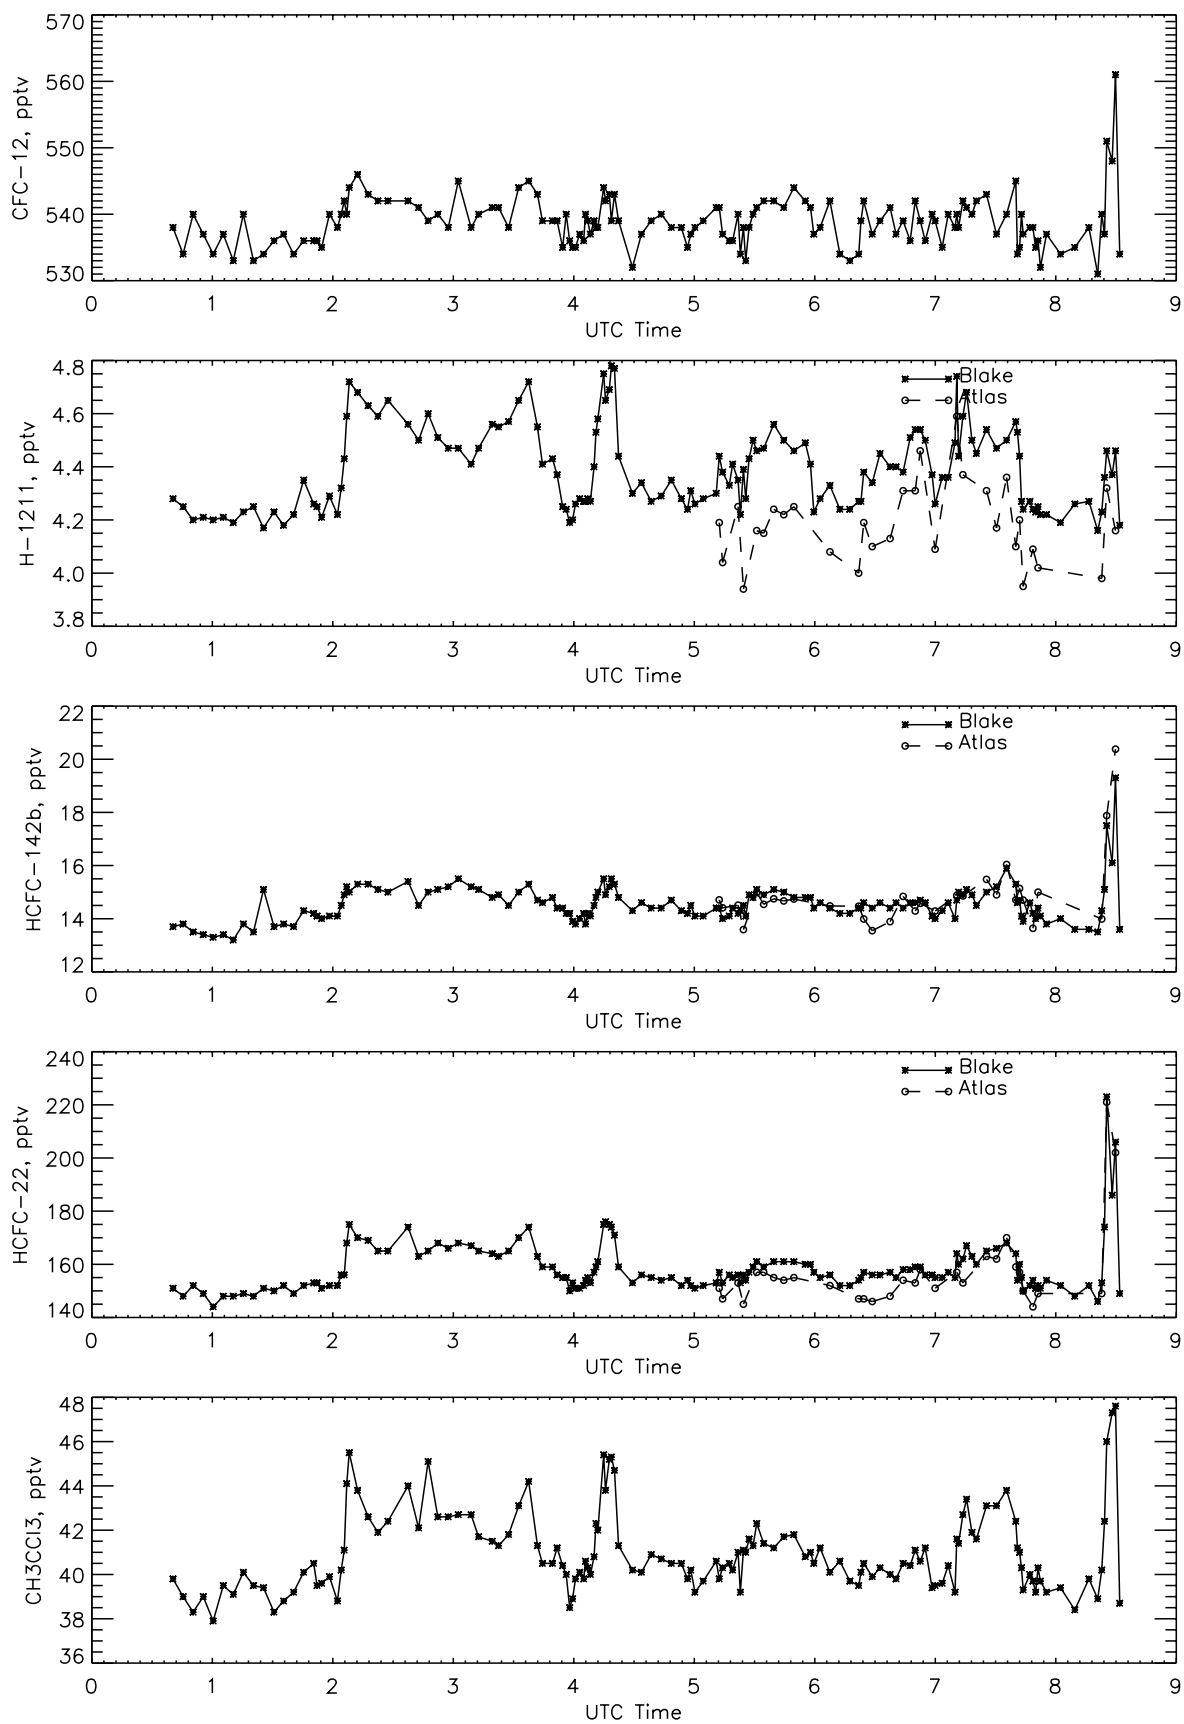 570
560
550
540
530
CFC-12, pptv
0 1 2 3 4 5 6 7 8 9
UTC Time
4.8
4.6
4.4
4.2
4.0
3.8
H-1211, pptv
Blake
Atlas
0 1 2 3 4 5 6 7 8 9
UTC Time
22
20
18
16
14
12
HCFC-142b, pptv
Blake
Atlas
0 1 2 3 4 5 6 7 8 9
UTC Time
240
220
200
180
160
140
HCFC-22, pptv
Blake
Atlas
0 1 2 3 4 5 6 7 8 9
UTC Time
48
46
44
42
40
38
36
CH3CCl3, pptv
0 1 2 3 4 5 6 7 8 9
UTC Time